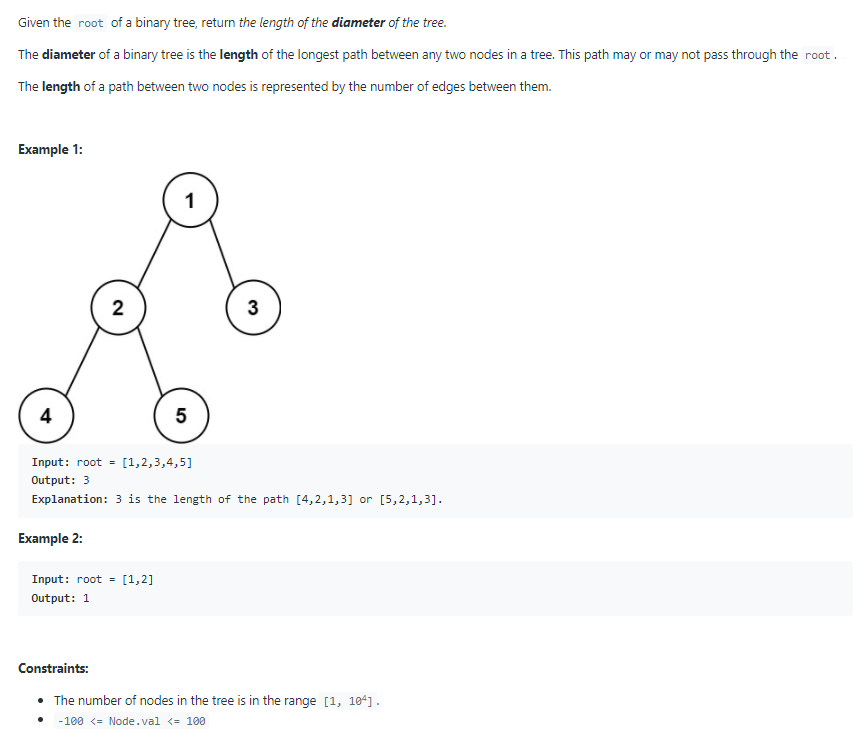 Given the root of a binary tree, return the length of the diameter of the tree.
The diameter of a binary tree is the length of the longest path between any two nodes in a tree. This path may or may not pass through the root .
The length of a path between two nodes is represented by the number of edges between them.
Example 1:
1
2
3
4
5
Input: root = [1,2,3,4,5]
Output: 3
Explanation: 3 is the length of the path [4,2,1,3] or [5,2,1,3].
Example 2:
Input: root = [1,2]
Output: 1
Constraints:
• The number of nodes in the tree is in the range [1, 10⁴] .
• -100 <= Node.val <= 100